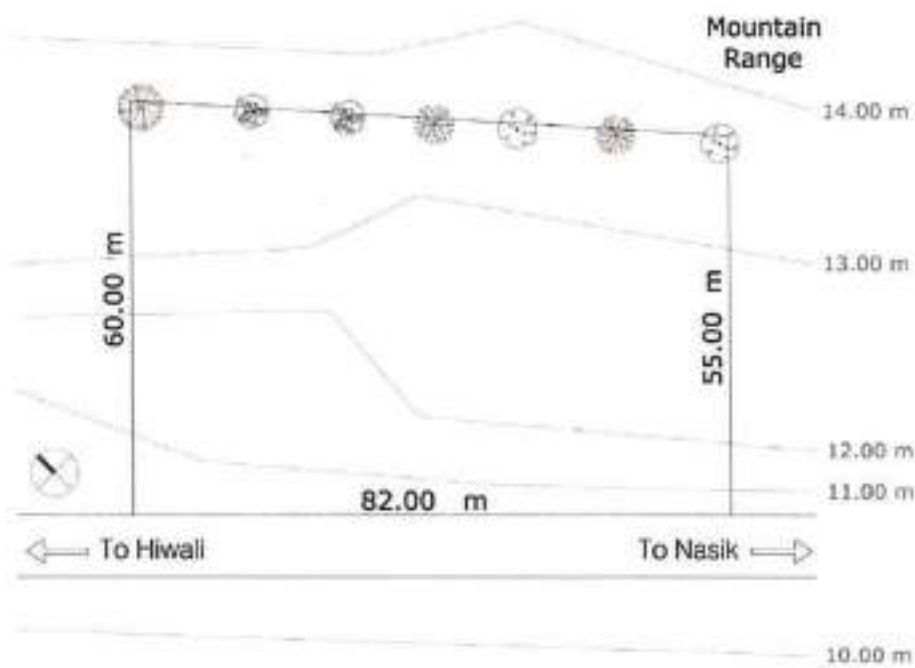 Mountain
Range
14.00 m
60.00 m
13.00 m
55.00 m
12.00 m
11.00 m
82.00 m
To Hiwali
To Nasik
10.00 m